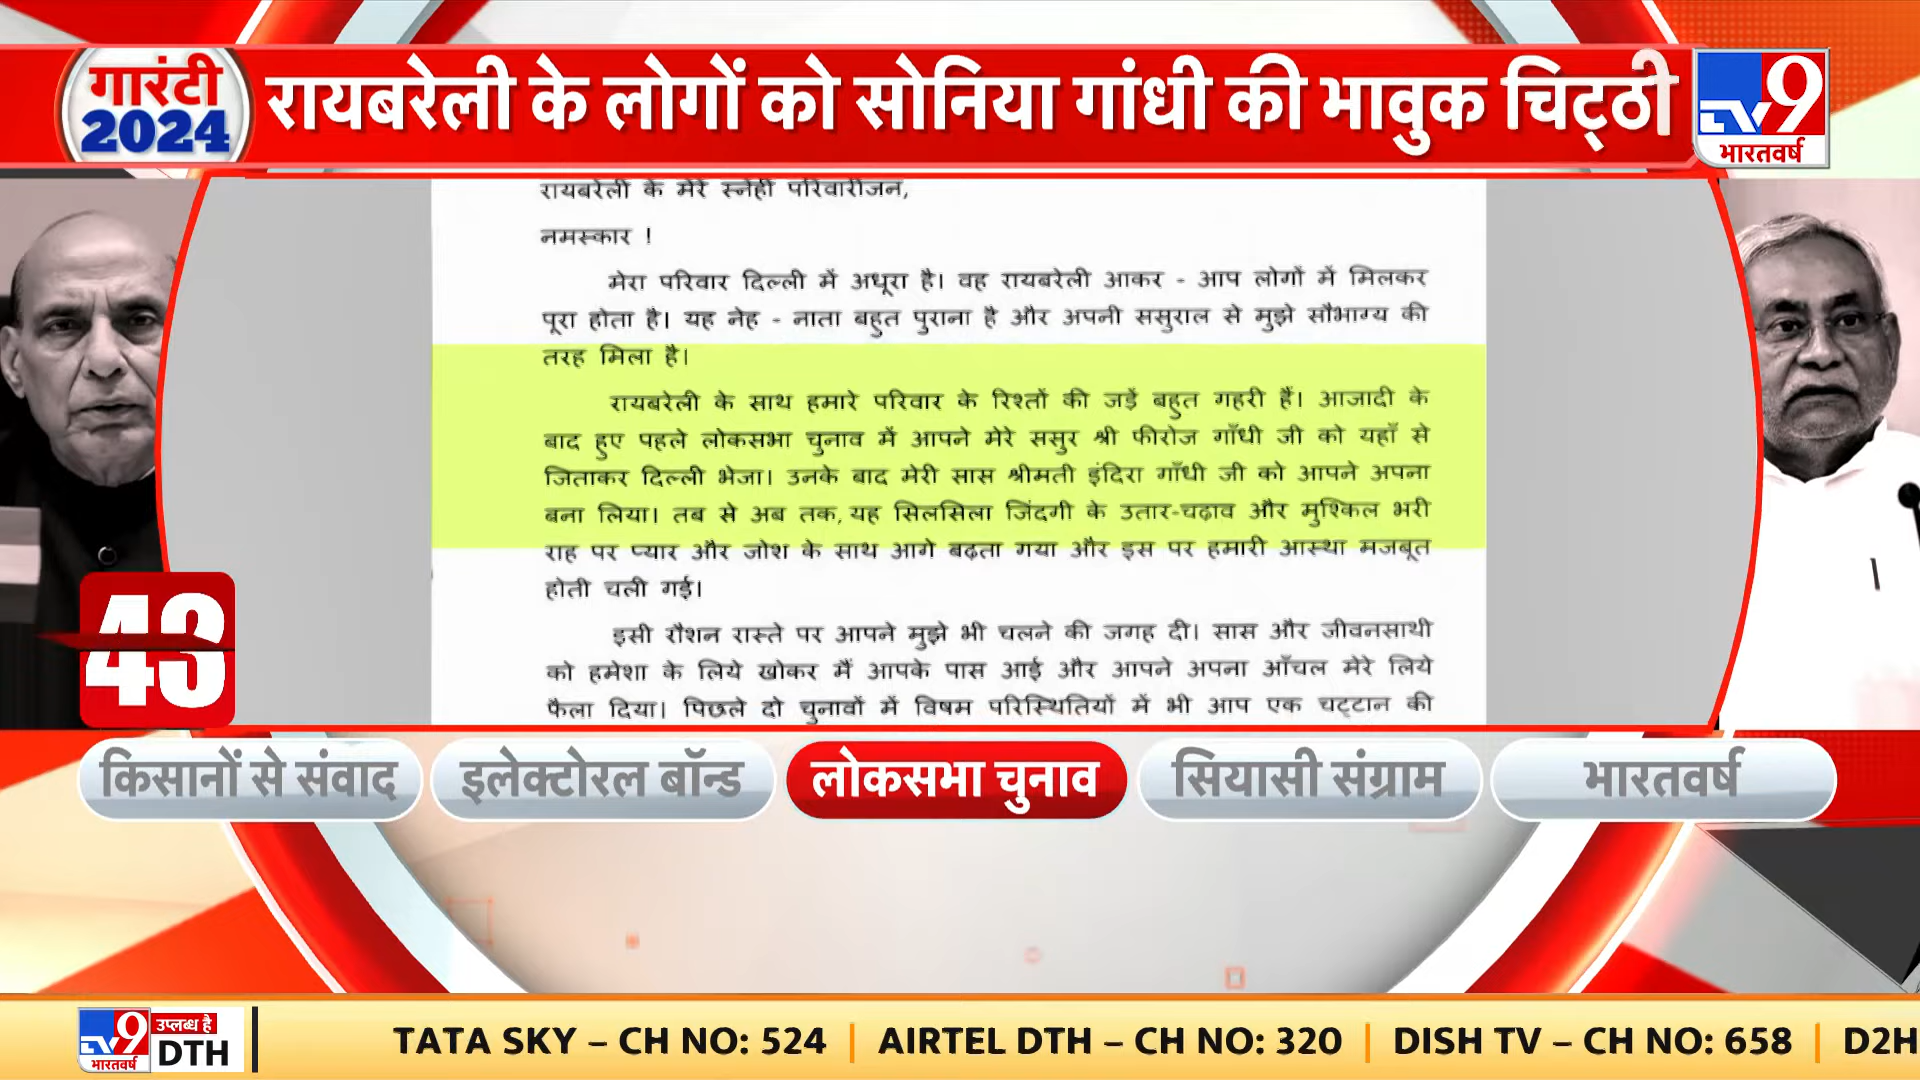 गारंटी
2024
रायबरेली के लोगों को सोनिया गांधी की भावुक चिट्ठी
TV9
भारतवर्ष
रायबरेली के मेरे स्नेही परिवारीजन,
नमस्कार !
मेरा परिवार दिल्ली में अधूरा है। वह रायबरेली आकर - आप लोगों में मिलकर
पूरा होता है। यह नेह - नाता बहुत पुराना है और अपनी ससुराल से मुझे सौभाग्य की
तरह मिला है।
रायबरेली के साथ हमारे परिवार के रिश्तों की जड़ें बहुत गहरी हैं। आजादी के
बाद हुए पहले लोकसभा चुनाव में आपने मेरे ससुर श्री फीरोज गाँधी जी को यहाँ से
जिताकर दिल्ली भेजा। उनके बाद मेरी सास श्रीमती इंदिरा गाँधी जी को आपने अपना
बना लिया। तब से अब तक, यह सिलसिला जिंदगी के उतार-चढ़ाव और मुश्किल भरी
राह पर प्यार और जोश के साथ आगे बढ़ता गया और इस पर हमारी आस्था मजबूत
होती चली गई।
इसी रौशन रास्ते पर आपने मुझे भी चलने की जगह दी। सास और जीवनसाथी
को हमेशा के लिये खोकर मैं आपके पास आई और आपने अपना आँचल मेरे लिये
फैला दिया। पिछले दो चुनावों में विषम परिस्थितियों में भी आप एक चट्टान की
43
किसानों से संवाद
इलेक्टोरल बॉन्ड
लोकसभा चुनाव
सियासी संग्राम
भारतवर्ष
TV9
भारतवर्ष
उप्लब्ध है
DTH
TATA SKY – CH NO: 524 | AIRTEL DTH – CH NO: 320 | DISH TV – CH NO: 658 | D2H